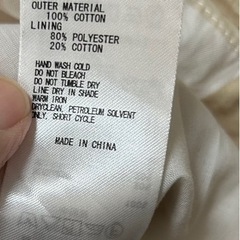 OUTER MATERIAL
100% COTTON
LINING
80% POLYESTER
20% COTTON
HAND WASH COLD
DO NOT BLEACH
DO NOT TUMBLE DRY
LINE DRY IN SHADE
WARM IRON
DRYCLEAN, PETROLEUM SOLVENT
ONLY, SHORT CYCLE
MADE IN CHINA